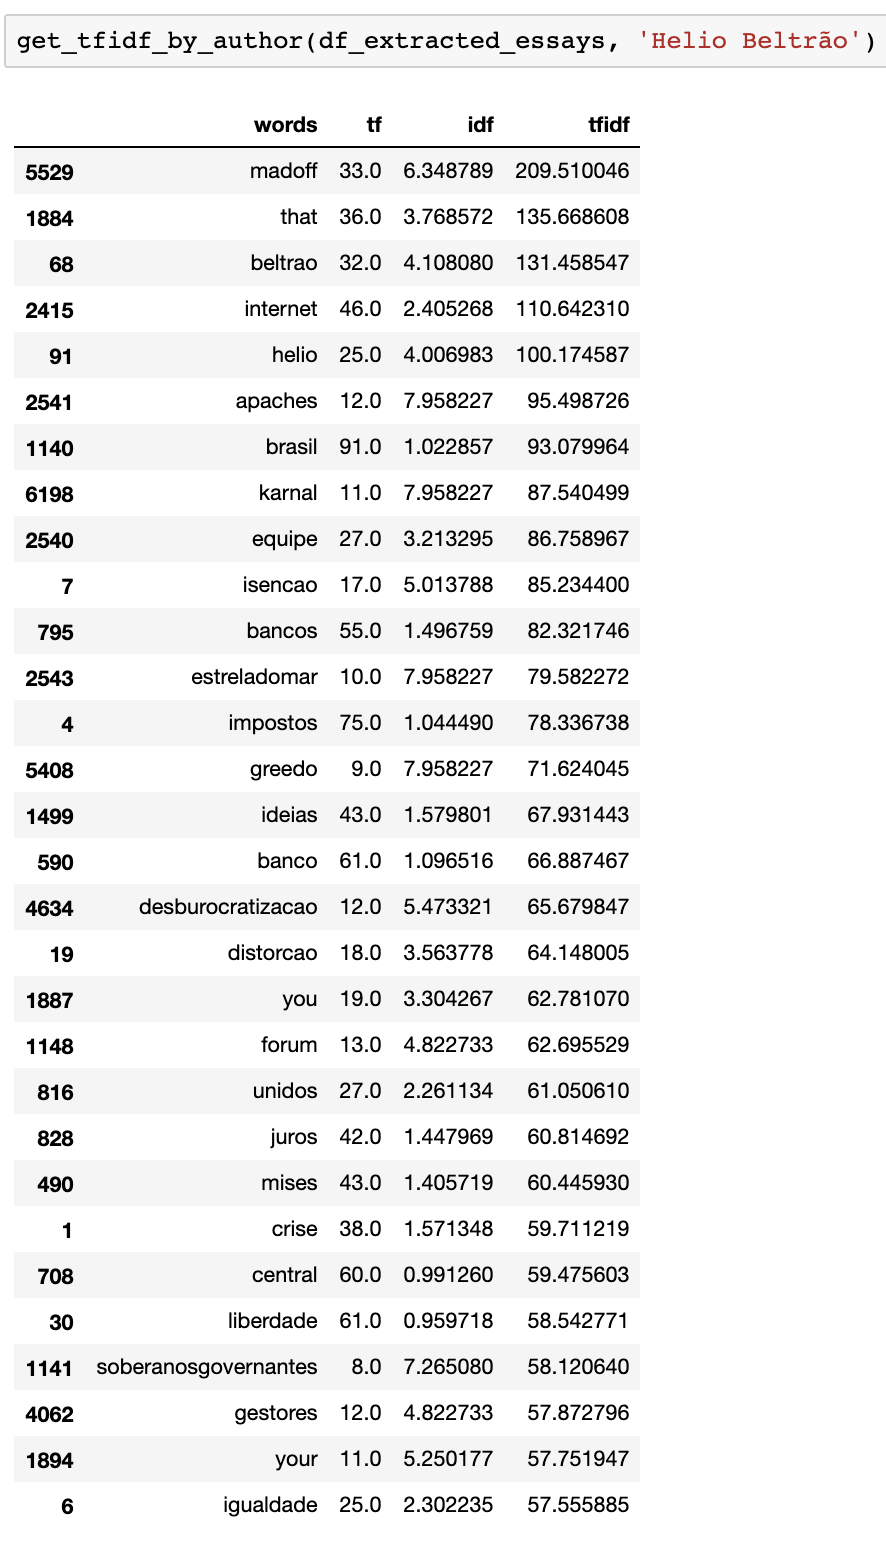 get_tfidf_by_author(df_extracted_essays, 'Helio Beltrão')
words tf idf tfidf
5529 madoff 33.0 6.348789 209.510046
1884 that 36.0 3.768572 135.668608
68 beltrao 32.0 4.108080 131.458547
2415 internet 46.0 2.405268 110.642310
91 helio 25.0 4.006983 100.174587
2541 apaches 12.0 7.958227 95.498726
1140 brasil 91.0 1.022857 93.079964
6198 karnal 11.0 7.958227 87.540499
2540 equipe 27.0 3.213295 86.758967
7 isencao 17.0 5.013788 85.234400
795 bancos 55.0 1.496759 82.321746
2543 estreladomar 10.0 7.958227 79.582272
4 impostos 75.0 1.044490 78.336738
5408 greedo 9.0 7.958227 71.624045
1499 ideias 43.0 1.579801 67.931443
590 banco 61.0 1.096516 66.887467
4634 desburocratizacao 12.0 5.473321 65.679847
19 distorcao 18.0 3.563778 64.148005
1887 you 19.0 3.304267 62.781070
1148 forum 13.0 4.822733 62.695529
816 unidos 27.0 2.261134 61.050610
828 juros 42.0 1.447969 60.814692
490 mises 43.0 1.405719 60.445930
1 crise 38.0 1.571348 59.711219
708 central 60.0 0.991260 59.475603
30 liberdade 61.0 0.959718 58.542771
1141 soberanosgovernantes 8.0 7.265080 58.120640
4062 gestores 12.0 4.822733 57.872796
1894 your 11.0 5.250177 57.751947
6 igualdade 25.0 2.302235 57.555885